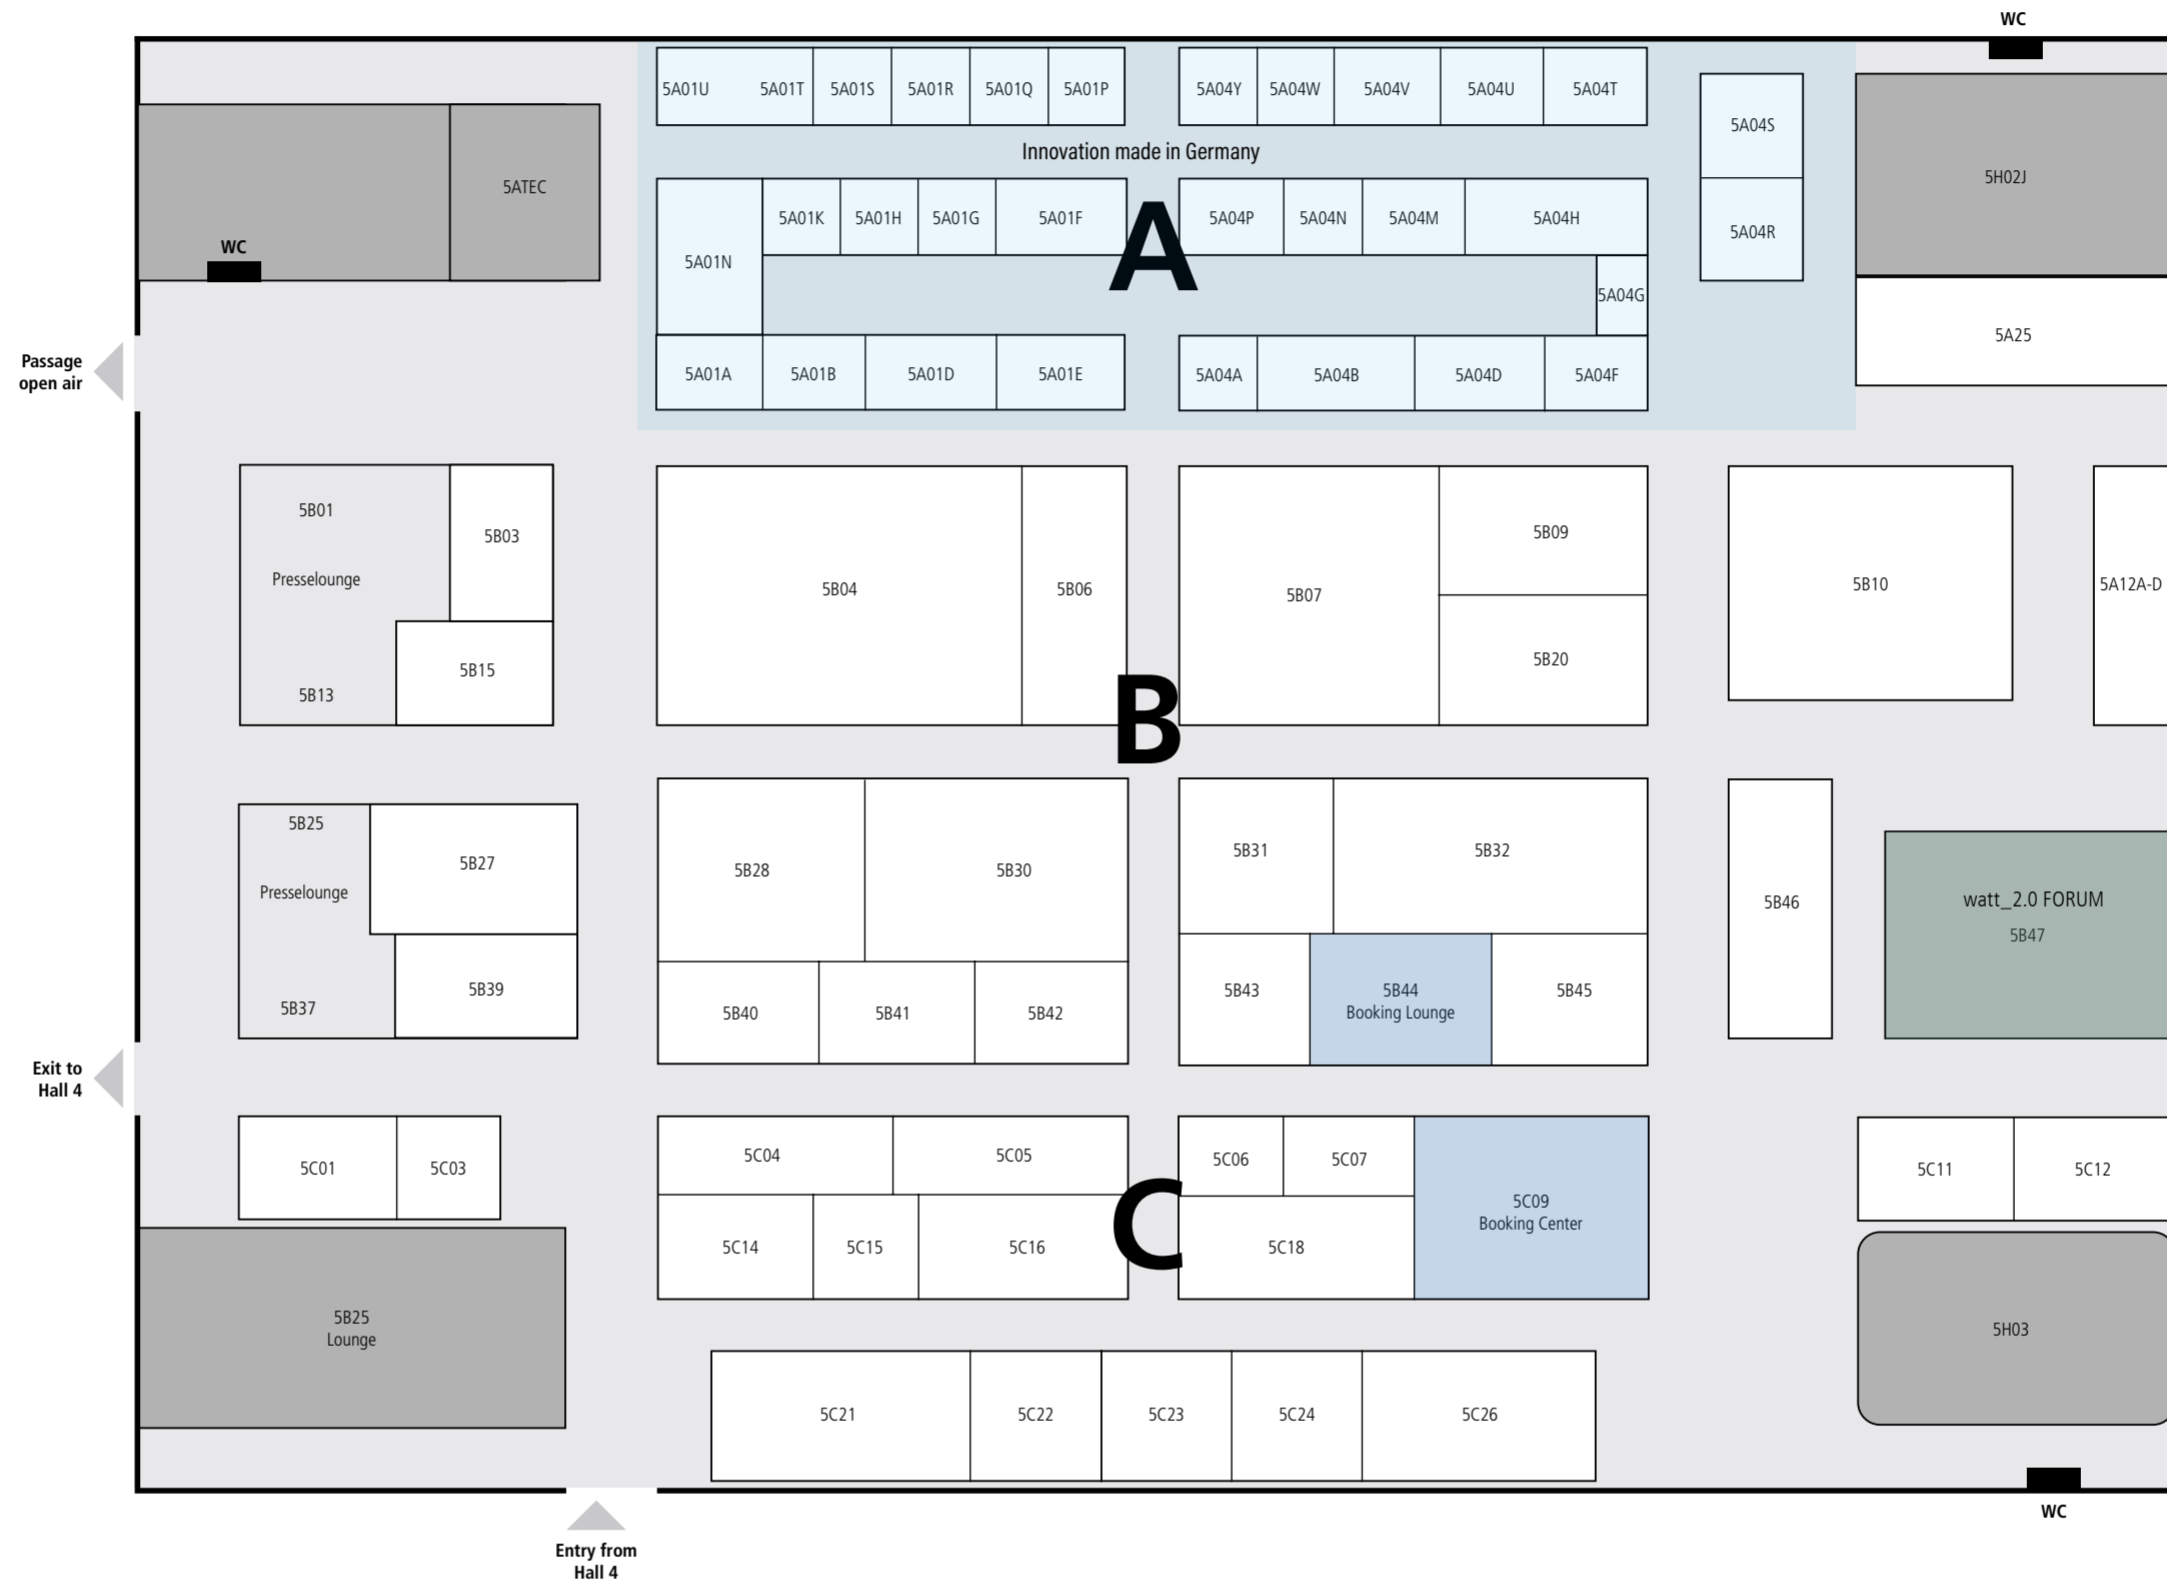 WC
5A01U
5A01T
5A01S
5A01R
5A01Q
5A01P
5A04Y
5A04W
5A04V
5A04U
5A04T
5A04S
Innovation made in Germany
5ATEC
5H02J
WC
5A01N
5A01K
5A01H
5A01G
5A01F
A
5A04P
5A04N
5A04M
5A04H
5A04R
5A04G
5A25
Passage
open air
5A01A
5A01B
5A01D
5A01E
5A04A
5A04B
5A04D
5A04F
5B01
Presselounge
5B13
5B03
5B15
5B04
5B06
5B07
5B09
5B20
5B10
5A12A-D
B
5B25
Presselounge
5B37
5B27
5B39
5B28
5B30
5B40
5B41
5B42
5B31
5B32
5B43
5B44
Booking Lounge
5B45
5B46
watt_2.0 FORUM
5B47
Exit to
Hall 4
5C01
5C03
5C04
5C05
5C14
5C15
5C16
C
5C06
5C07
5C18
5C09
Booking Center
5C11
5C12
5B25
Lounge
5H03
5C21
5C22
5C23
5C24
5C26
WC
Entry from
Hall 4